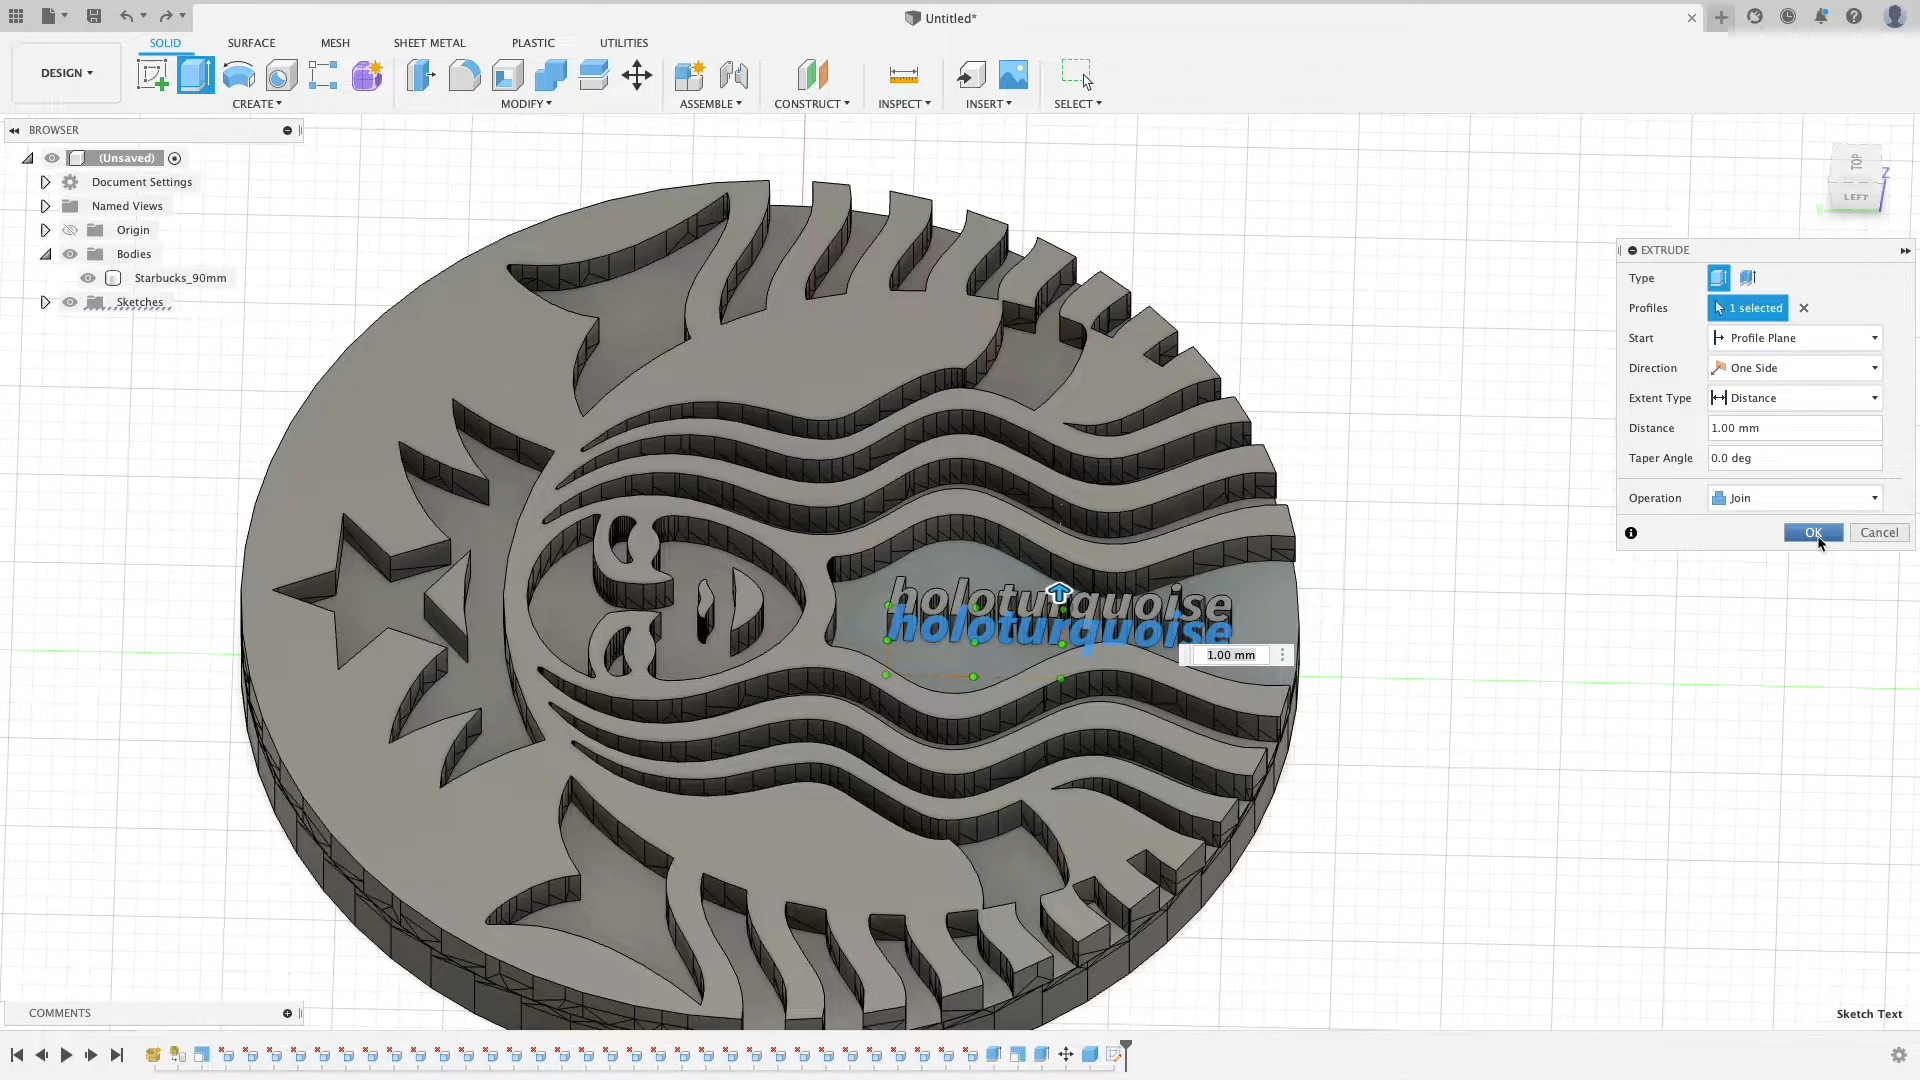 Untitled*
DESIGN
SOLID
SURFACE
MESH
SHEET METAL
PLASTIC
UTILITIES
CREATE
MODIFY
ASSEMBLE
CONSTRUCT
INSPECT
INSERT
SELECT
BROWSER
(Unsaved)
Document Settings
Named Views
Origin
Bodies
Starbucks_90mm
Sketches
TOP
LEFT
Z
Y
EXTRUDE
Type
Profiles 1 selected
Start Profile Plane
Direction One Side
Extent Type Distance
Distance 1.00 mm
Taper Angle 0.0 deg
Operation Join
OK Cancel
holoturquoise
holoturquoise
1.00 mm
COMMENTS
Sketch Text